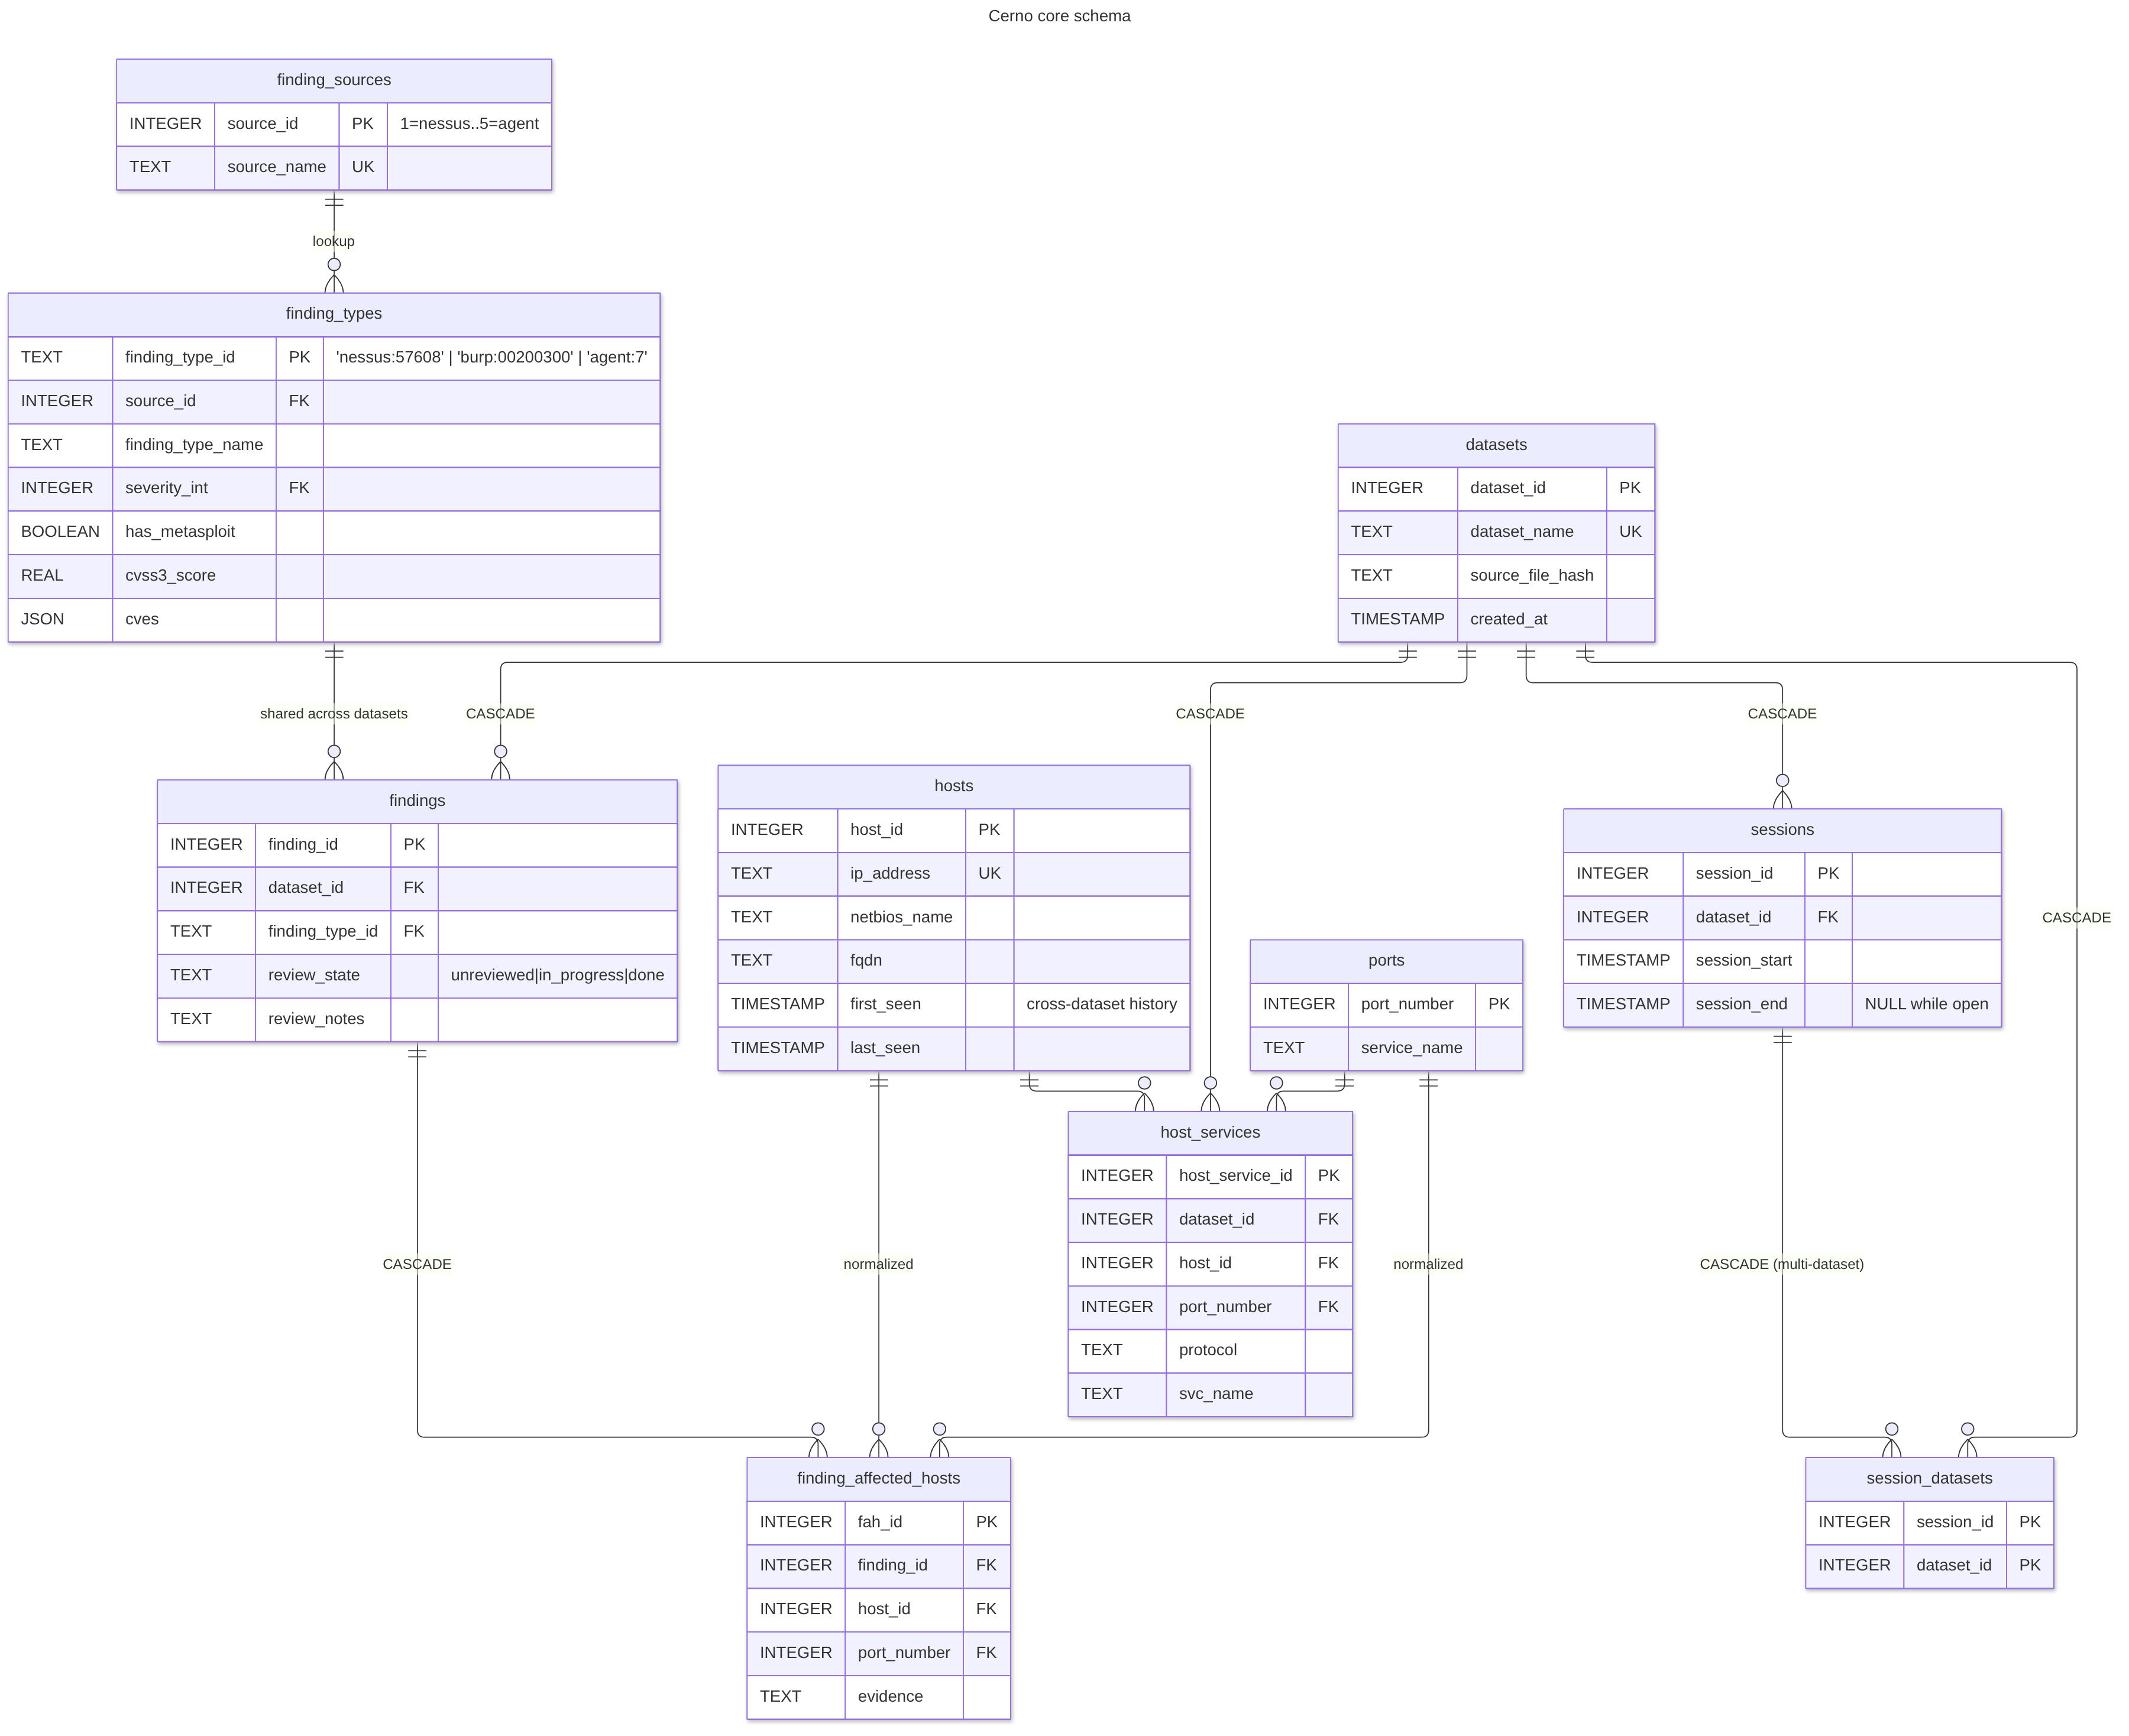 Cerno core schema
finding_sources
INTEGER source_id PK 1=nessus..5=agent
TEXT source_name UK
lookup
finding_types
TEXT finding_type_id PK 'nessus:57608' | 'burp:00200300' | 'agent:7'
INTEGER source_id FK
TEXT finding_type_name
INTEGER severity_int FK
BOOLEAN has_metasploit
REAL cvss3_score
JSON cves
datasets
INTEGER dataset_id PK
TEXT dataset_name UK
TEXT source_file_hash
TIMESTAMP created_at
shared across datasets
CASCADE
CASCADE
CASCADE
CASCADE
findings
INTEGER finding_id PK
INTEGER dataset_id FK
TEXT finding_type_id FK
TEXT review_state unreviewed|in_progress|done
TEXT review_notes
hosts
INTEGER host_id PK
TEXT ip_address UK
TEXT netbios_name
TEXT fqdn
TIMESTAMP first_seen cross-dataset history
TIMESTAMP last_seen
ports
INTEGER port_number PK
TEXT service_name
sessions
INTEGER session_id PK
INTEGER dataset_id FK
TIMESTAMP session_start
TIMESTAMP session_end NULL while open
host_services
INTEGER host_service_id PK
INTEGER dataset_id FK
INTEGER host_id FK
INTEGER port_number FK
TEXT protocol
TEXT svc_name
CASCADE
normalized
normalized
CASCADE (multi-dataset)
finding_affected_hosts
INTEGER fah_id PK
INTEGER finding_id FK
INTEGER host_id FK
INTEGER port_number FK
TEXT evidence
session_datasets
INTEGER session_id PK
INTEGER dataset_id PK